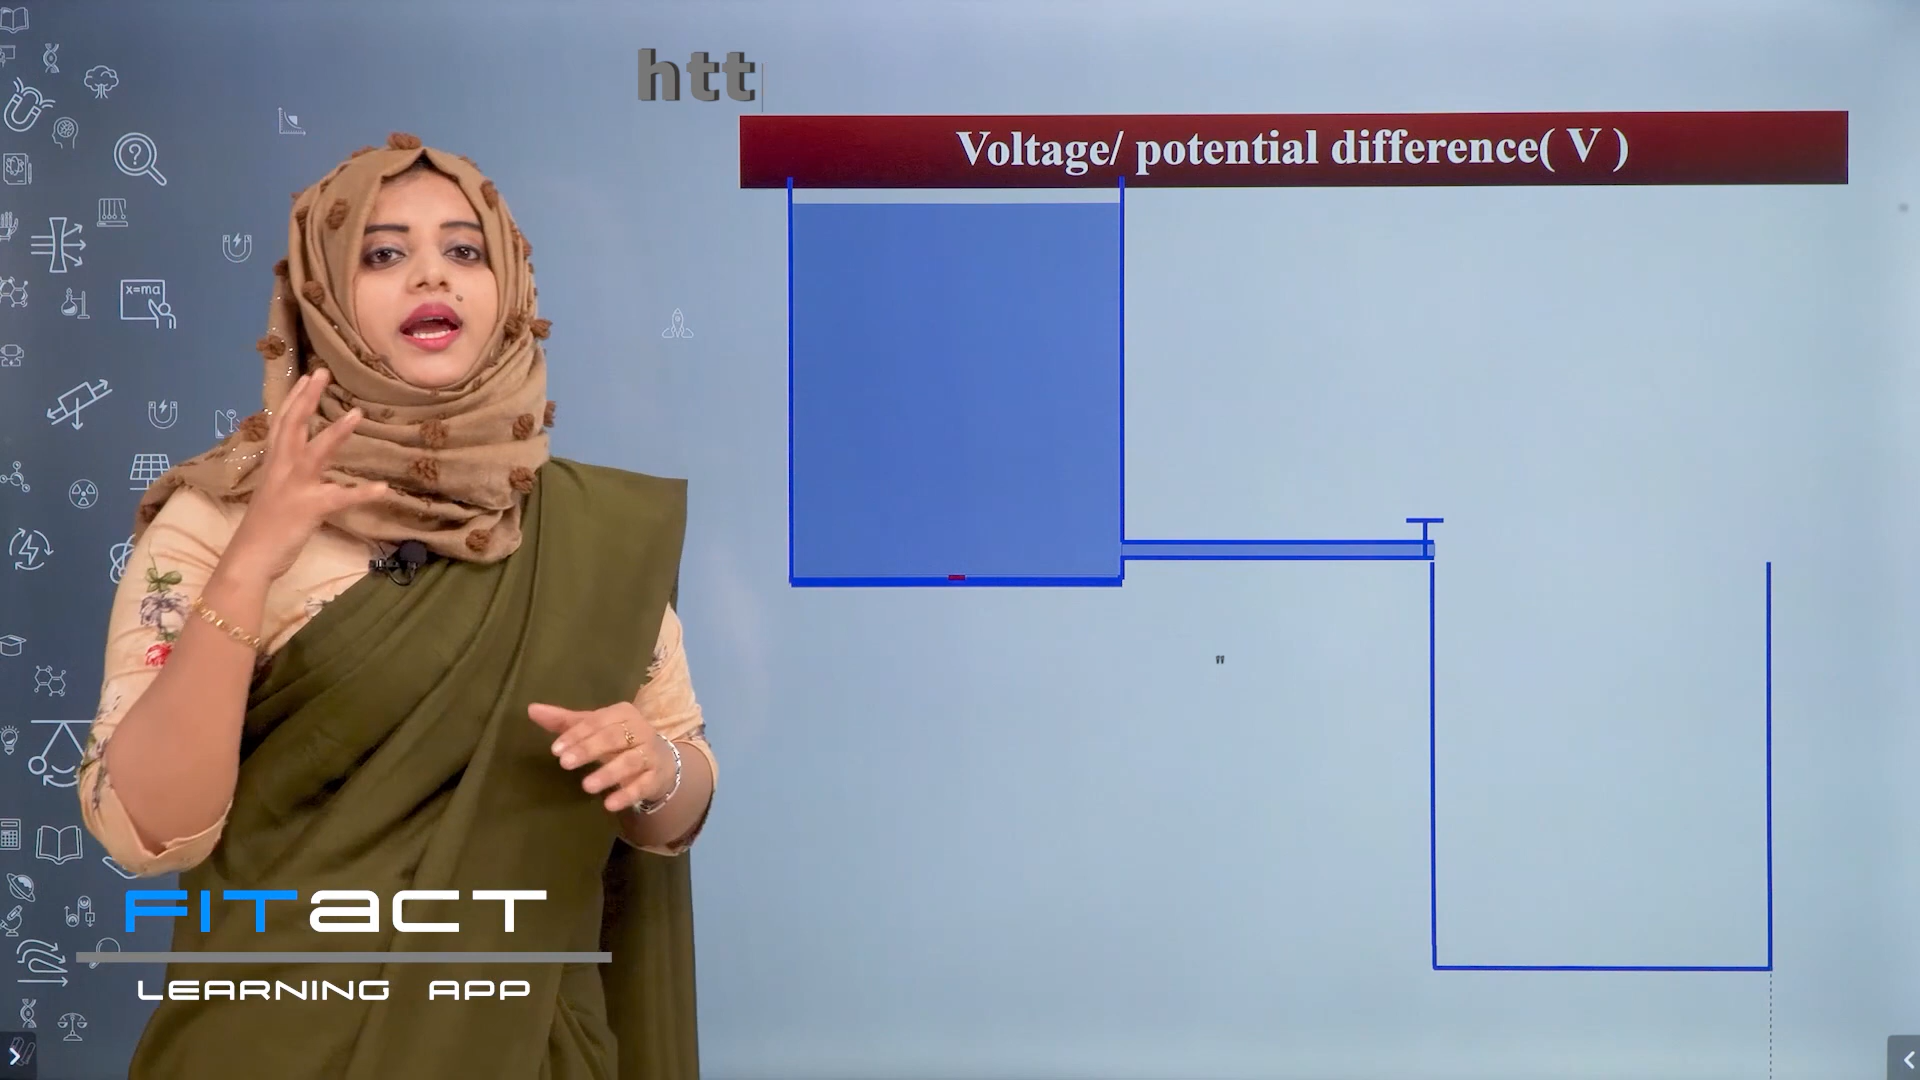 htt
Voltage/ potential difference( V )
x=ma
?
"
FITACT
LEARNING APP